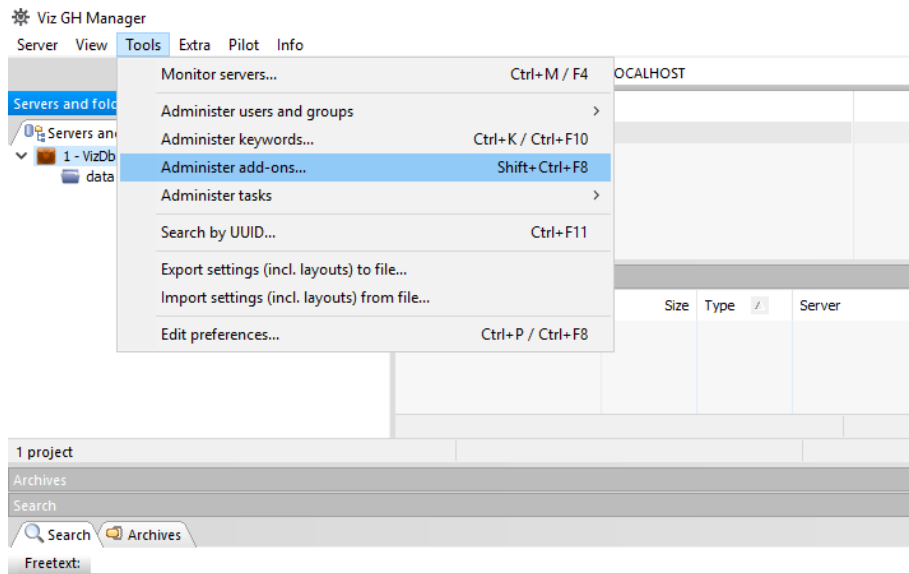 Viz GH Manager
Server View Tools Extra Pilot Info
Monitor servers... Ctrl+M / F4
OCALHOST
Servers and fold
Administer users and groups
Servers an
Administer keywords... Ctrl+K / Ctrl+F10
1 - VizDb
Administer add-ons... Shift+Ctrl+F8
data
Administer tasks
Search by UUID... Ctrl+F11
Export settings (incl. layouts) to file...
Import settings (incl. layouts) from file...
Size Type Server
Edit preferences... Ctrl+P / Ctrl+F8
1 project
Archives
Search
Search Archives
Freetext: